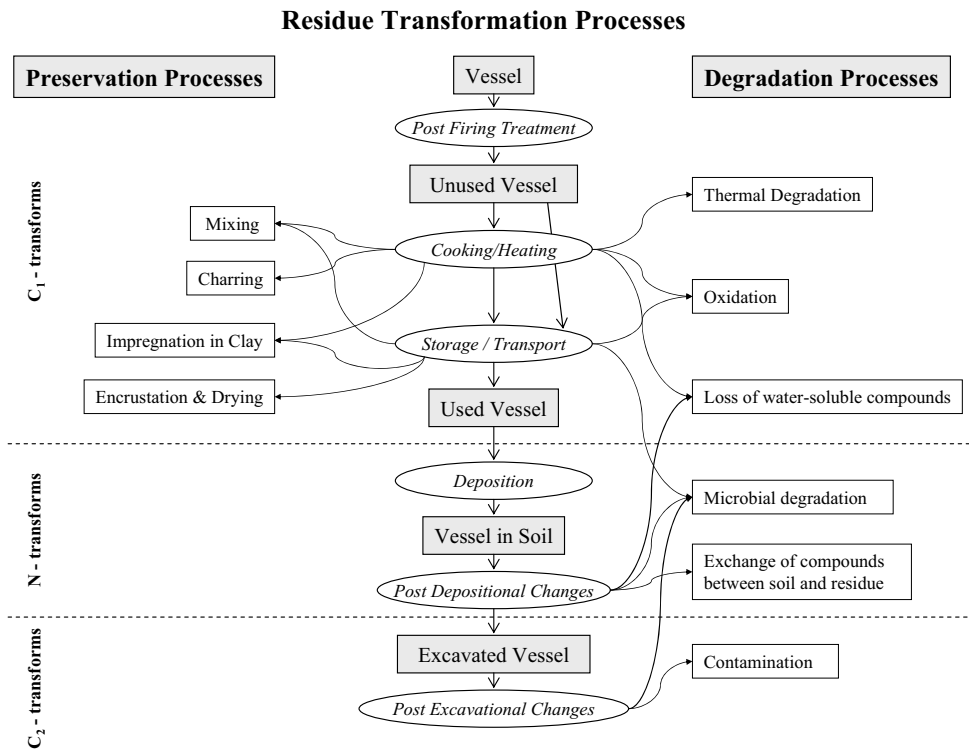 Residue Transformation Processes
Preservation Processes
Vessel
Degradation Processes
Post Firing Treatment
C1 - transforms
Unused Vessel
Thermal Degradation
Mixing
Cooking/Heating
Charring
Oxidation
Impregnation in Clay
Storage / Transport
Encrustation & Drying
Used Vessel
Loss of water-soluble compounds
N - transforms
Deposition
Microbial degradation
Vessel in Soil
Exchange of compounds
between soil and residue
Post Depositional Changes
C2 - transforms
Excavated Vessel
Contamination
Post Excavational Changes